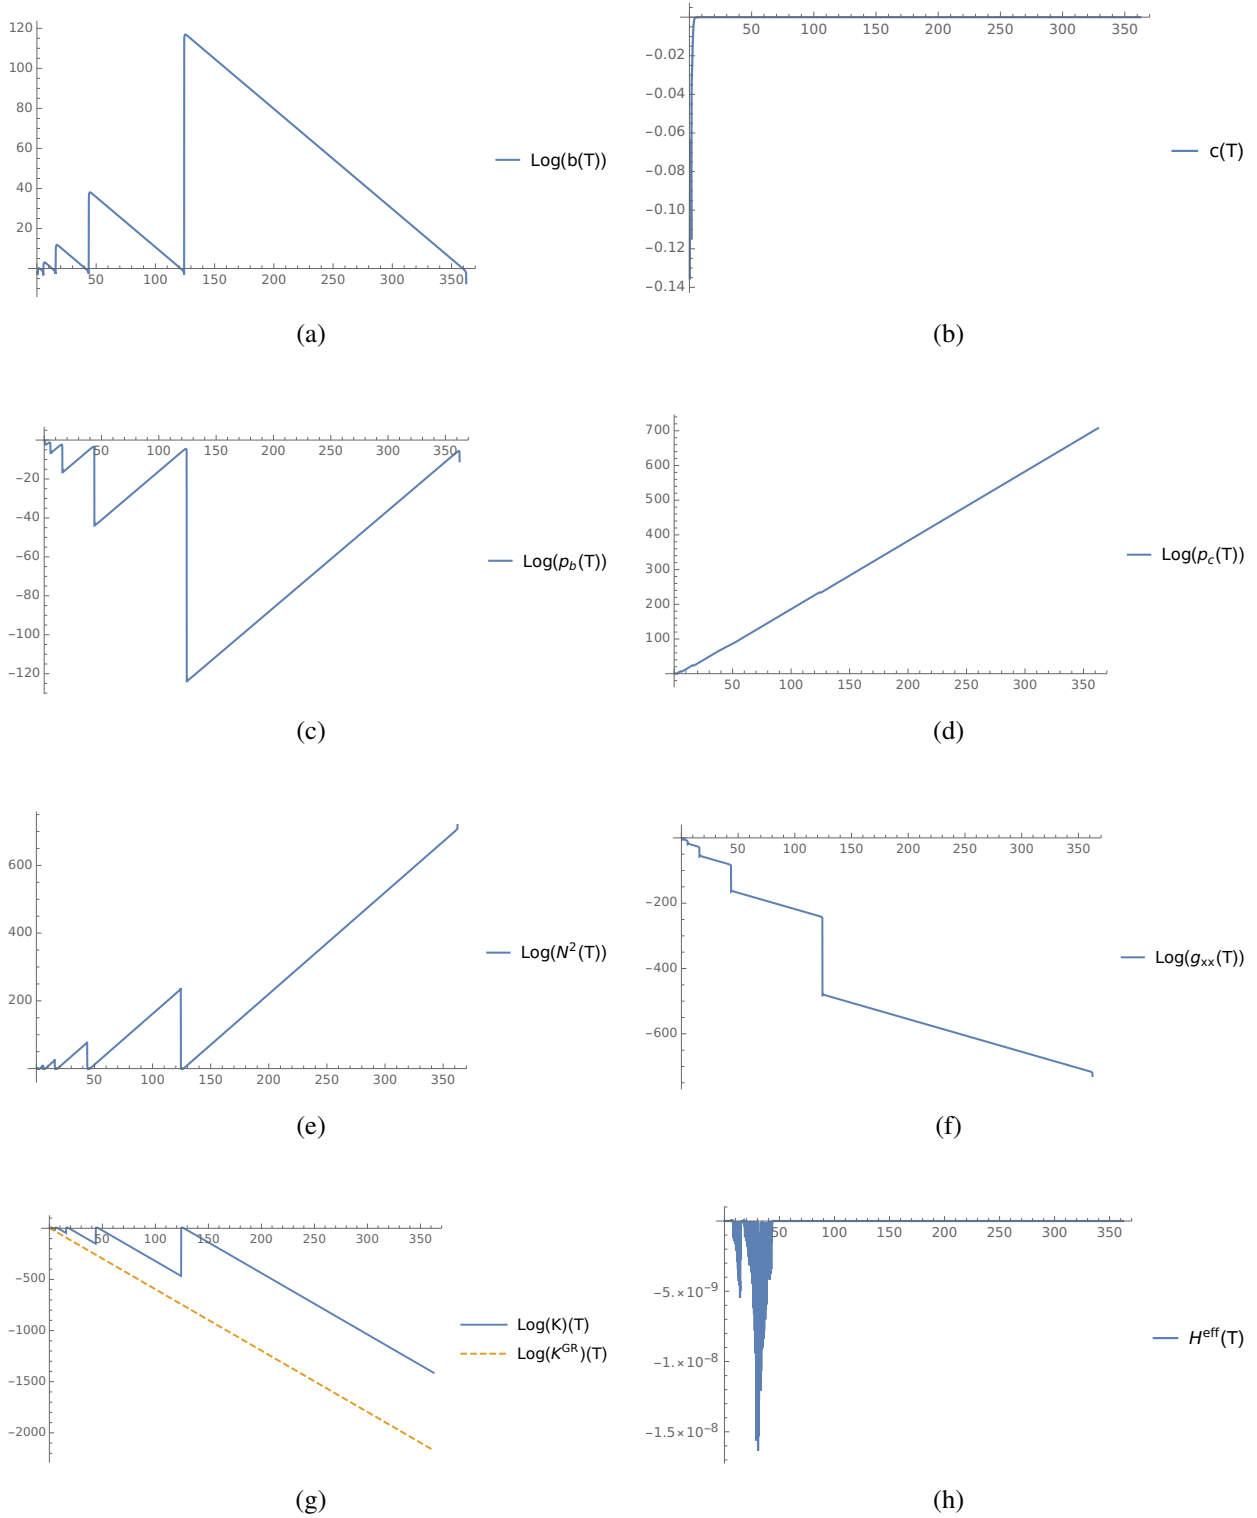 120
100
80
60
40
20
50 100 150 200 250 300 350
Log(b(T))
(a)
50 100 150 200 250 300 350
−0.02
−0.04
−0.06
−0.08
−0.10
−0.12
−0.14
c(T)
(b)
50 100 150 200 250 300 350
−20
−40
−60
−80
−100
−120
Log(p_b(T))
(c)
700
600
500
400
300
200
100
50 100 150 200 250 300 350
Log(p_c(T))
(d)
600
400
200
50 100 150 200 250 300 350
Log(N²(T))
(e)
50 100 150 200 250 300 350
−200
−400
−600
Log(g_xx(T))
(f)
50 100 150 200 250 300 350
−500
−1000
−1500
−2000
Log(K)(T)
Log(K^GR)(T)
(g)
50 100 150 200 250 300 350
−5.×10⁻⁹
−1.×10⁻⁸
−1.5×10⁻⁸
H^eff(T)
(h)